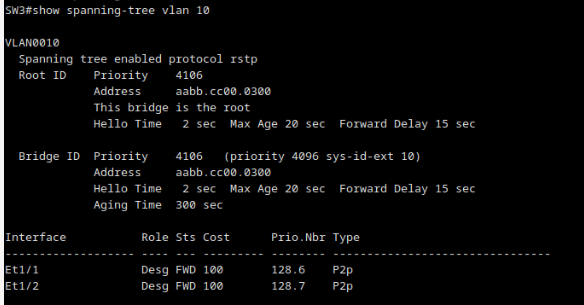 SW3#show spanning-tree vlan 10

VLAN0010
  Spanning tree enabled protocol rstp
  Root ID    Priority    4106
             Address     aabb.cc00.0300
             This bridge is the root
             Hello Time   2 sec  Max Age 20 sec  Forward Delay 15 sec

  Bridge ID  Priority    4106   (priority 4096 sys-id-ext 10)
             Address     aabb.cc00.0300
             Hello Time   2 sec  Max Age 20 sec  Forward Delay 15 sec
             Aging Time  300 sec

Interface           Role Sts Cost      Prio.Nbr Type
------------------- ---- --- --------- -------- --------------------------------
Et1/1               Desg FWD 100       128.6    P2p
Et1/2               Desg FWD 100       128.7    P2p